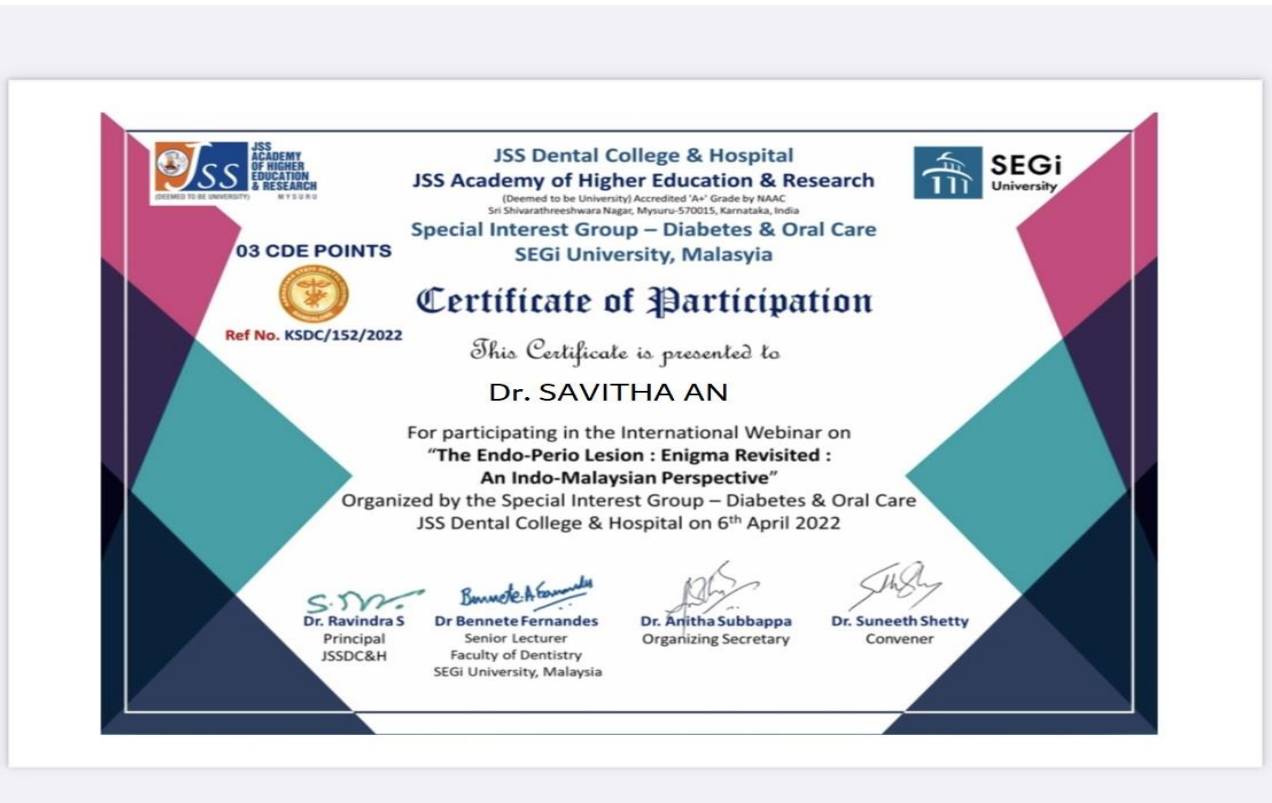 JSS
ACADEMY
OF HIGHER
EDUCATION
& RESEARCH
MYSURU
JSS
(DEEMED TO BE UNIVERSITY)
JSS Dental College & Hospital
JSS Academy of Higher Education & Research
(Deemed to be University) Accredited 'A+' Grade by NAAC
Sri Shivarathreeshwara Nagar, Mysuru-570015, Karnataka, India
Special Interest Group – Diabetes & Oral Care
SEGi University, Malasyia
SEGi
University
03 CDE POINTS
Ref No. KSDC/152/2022
Certificate of Participation
This Certificate is presented to
Dr. SAVITHA AN
For participating in the International Webinar on
“The Endo-Perio Lesion : Enigma Revisited :
An Indo-Malaysian Perspective”
Organized by the Special Interest Group – Diabetes & Oral Care
JSS Dental College & Hospital on 6th April 2022
Bennete.A Fernandes
Dr. Ravindra S
Principal
JSSDC&H
Dr Bennete Fernandes
Senior Lecturer
Faculty of Dentistry
SEGi University, Malaysia
Dr. Anitha Subbappa
Organizing Secretary
Dr. Suneeth Shetty
Convener